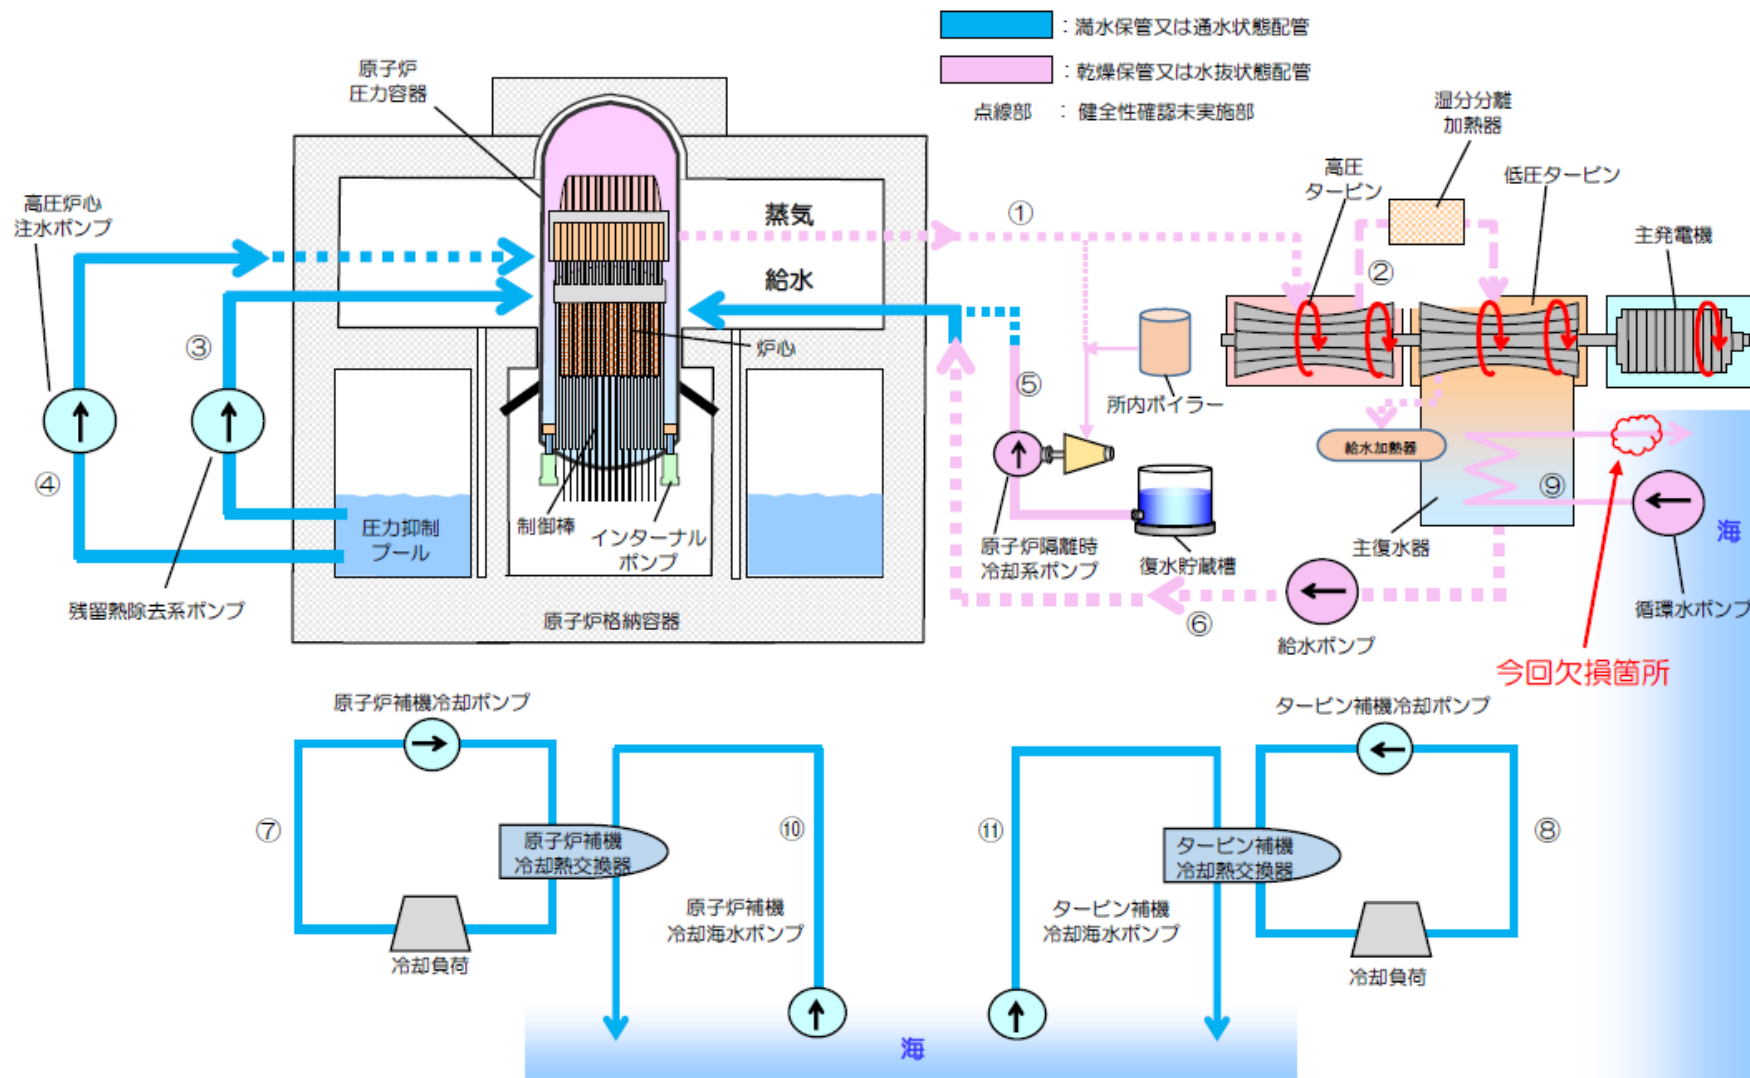 ：満水保管又は通水状態配管
：乾燥保管又は水抜状態配管
点線部　：健全性確認未実施部
原子炉
圧力容器
湿分分離
加熱器
高圧
タービン
低圧タービン
主発電機
高圧炉心
注水ポンプ
蒸気
給水
①
②
③
④
⑤
炉心
所内ボイラー
給水加熱器
⑨
圧力抑制
プール
制御棒
インターナル
ポンプ
原子炉隔離時
冷却系ポンプ
復水貯蔵槽
主復水器
海
循環水ポンプ
残留熱除去系ポンプ
原子炉格納容器
⑥
給水ポンプ
今回欠損箇所
原子炉補機冷却ポンプ
タービン補機冷却ポンプ
⑦
原子炉補機
冷却熱交換器
⑩
⑪
タービン補機
冷却熱交換器
⑧
原子炉補機
冷却海水ポンプ
タービン補機
冷却海水ポンプ
冷却負荷
冷却負荷
海